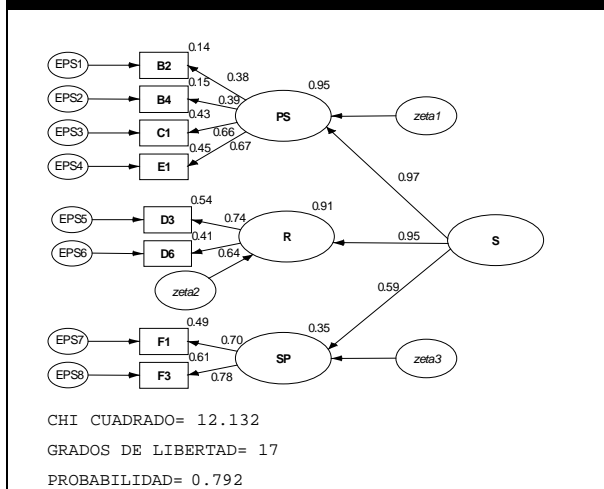 0.14
EPS1 B2
0.38
0.15
0.95
EPS2 B4
0.39
PS
zeta1
0.43
EPS3 C1
0.66
0.45
0.67
EPS4 E1
0.97
0.54
0.91
EPS5 D3
0.74
0.41
R
0.95
S
EPS6 D6
0.64
zeta2
0.59
0.49
0.35
EPS7 F1
0.70
0.61
SP
zeta3
EPS8 F3
0.78
CHI CUADRADO= 12.132
GRADOS DE LIBERTAD= 17
PROBABILIDAD= 0.792